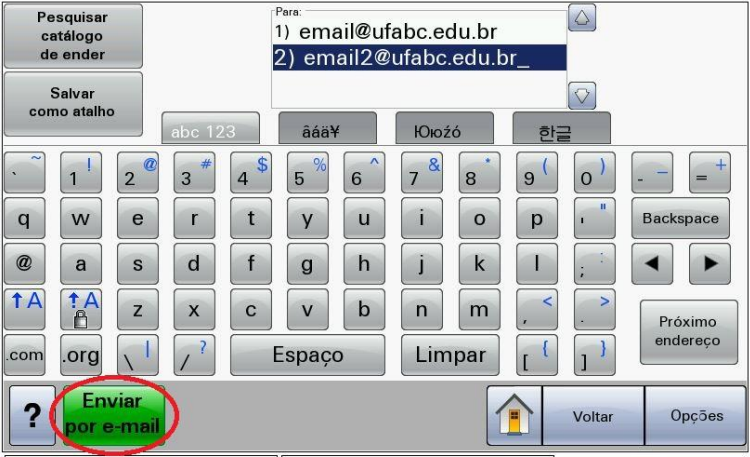 Pesquisar
catálogo
de ender
Para:
1) email@ufabc.edu.br
2) email2@ufabc.edu.br_
Salvar
como atalho
abc 123 âáä¥ Ююźó 한글
` ~ 1 ! 2 @ 3 # 4 $ 5 % 6 ^ 7 & 8 9 ( 0 ) - _ = +
q w e r t y u i o p ' " Backspace
@ a s d f g h j k l ; : ◀ ▶
↑A ↑A z x c v b n m , < . >
Próximo
endereço
.com .org \ | / ? Espaço Limpar [ { ] }
? Enviar
por e-mail
Voltar Opções